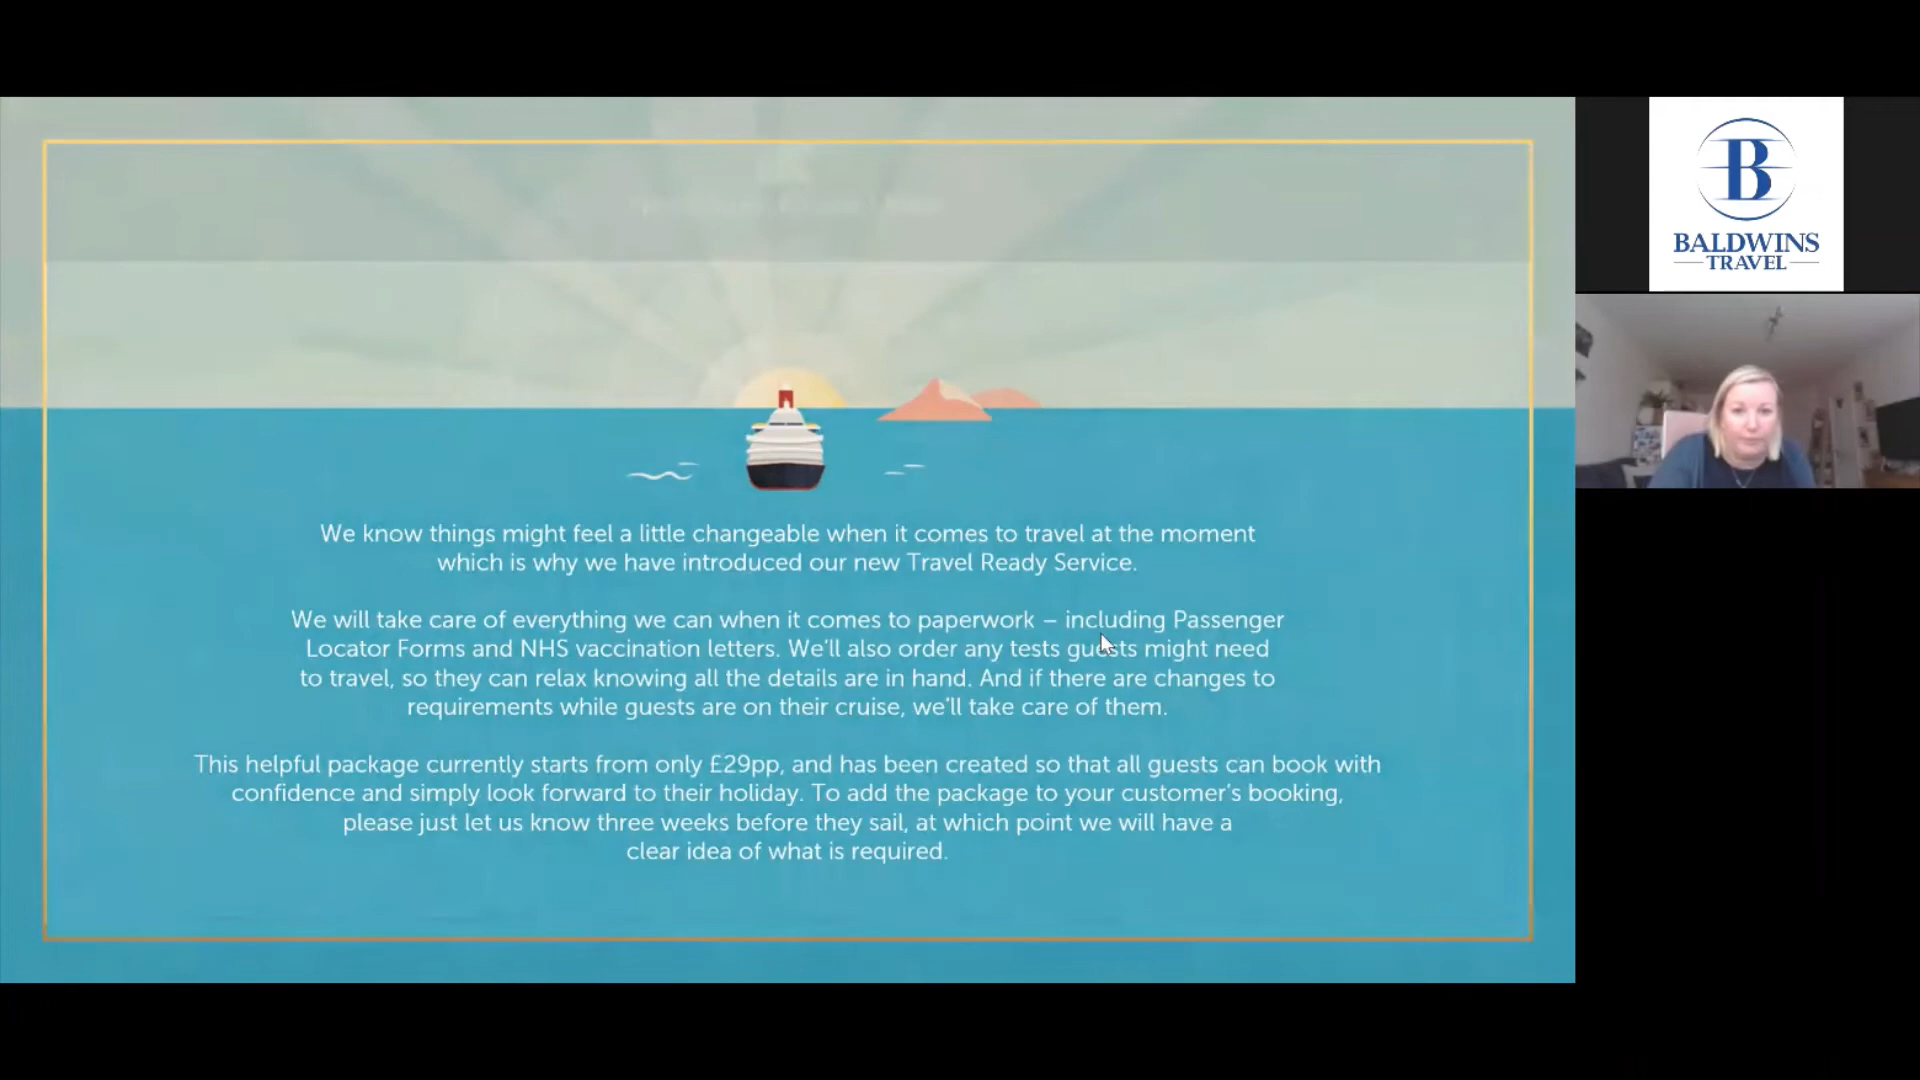 We know things might feel a little changeable when it comes to travel at the moment
which is why we have introduced our new Travel Ready Service.
We will take care of everything we can when it comes to paperwork – including Passenger
Locator Forms and NHS vaccination letters. We'll also order any tests guests might need
to travel, so they can relax knowing all the details are in hand. And if there are changes to
requirements while guests are on their cruise, we'll take care of them.
This helpful package currently starts from only £29pp, and has been created so that all guests can book with
confidence and simply look forward to their holiday. To add the package to your customer's booking,
please just let us know three weeks before they sail, at which point we will have a
clear idea of what is required.
B
BALDWINS
TRAVEL